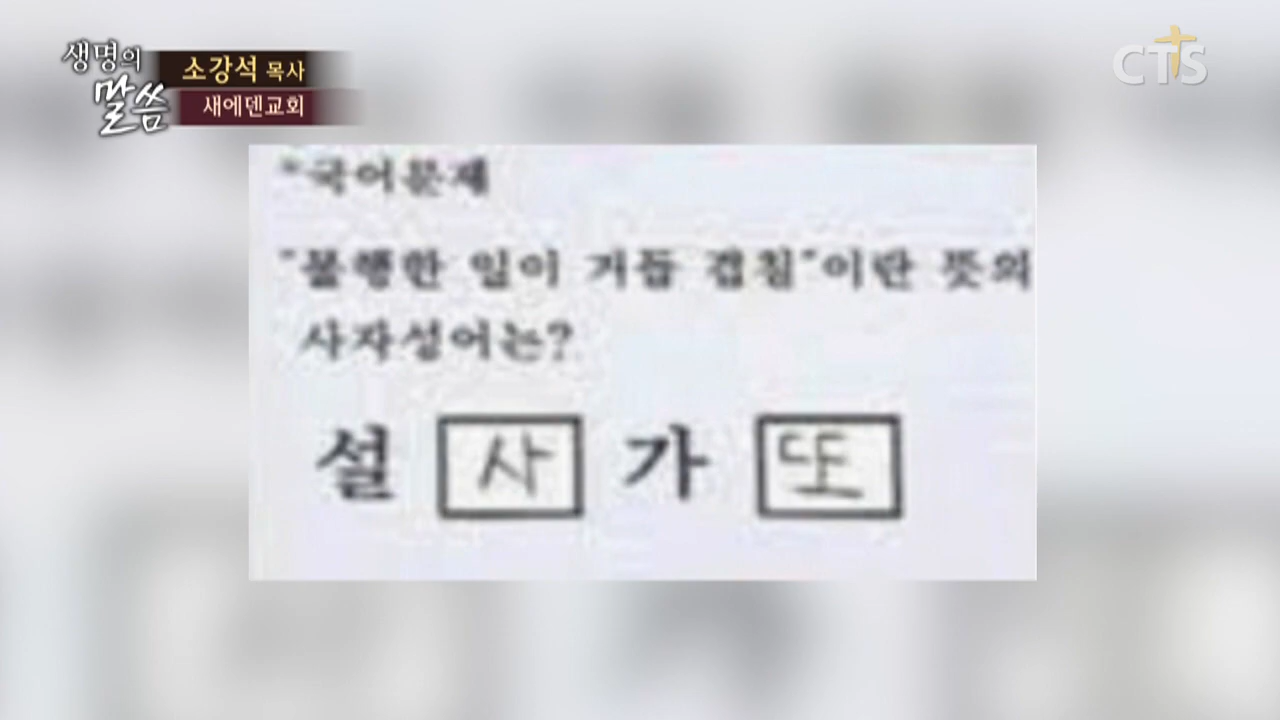 생명의
말씀
소강석 목사
새에덴교회
CTS
*국어문제
"불행한 일이 거듭 겹침"이란 뜻의
사자성어는?
설 사 가 또